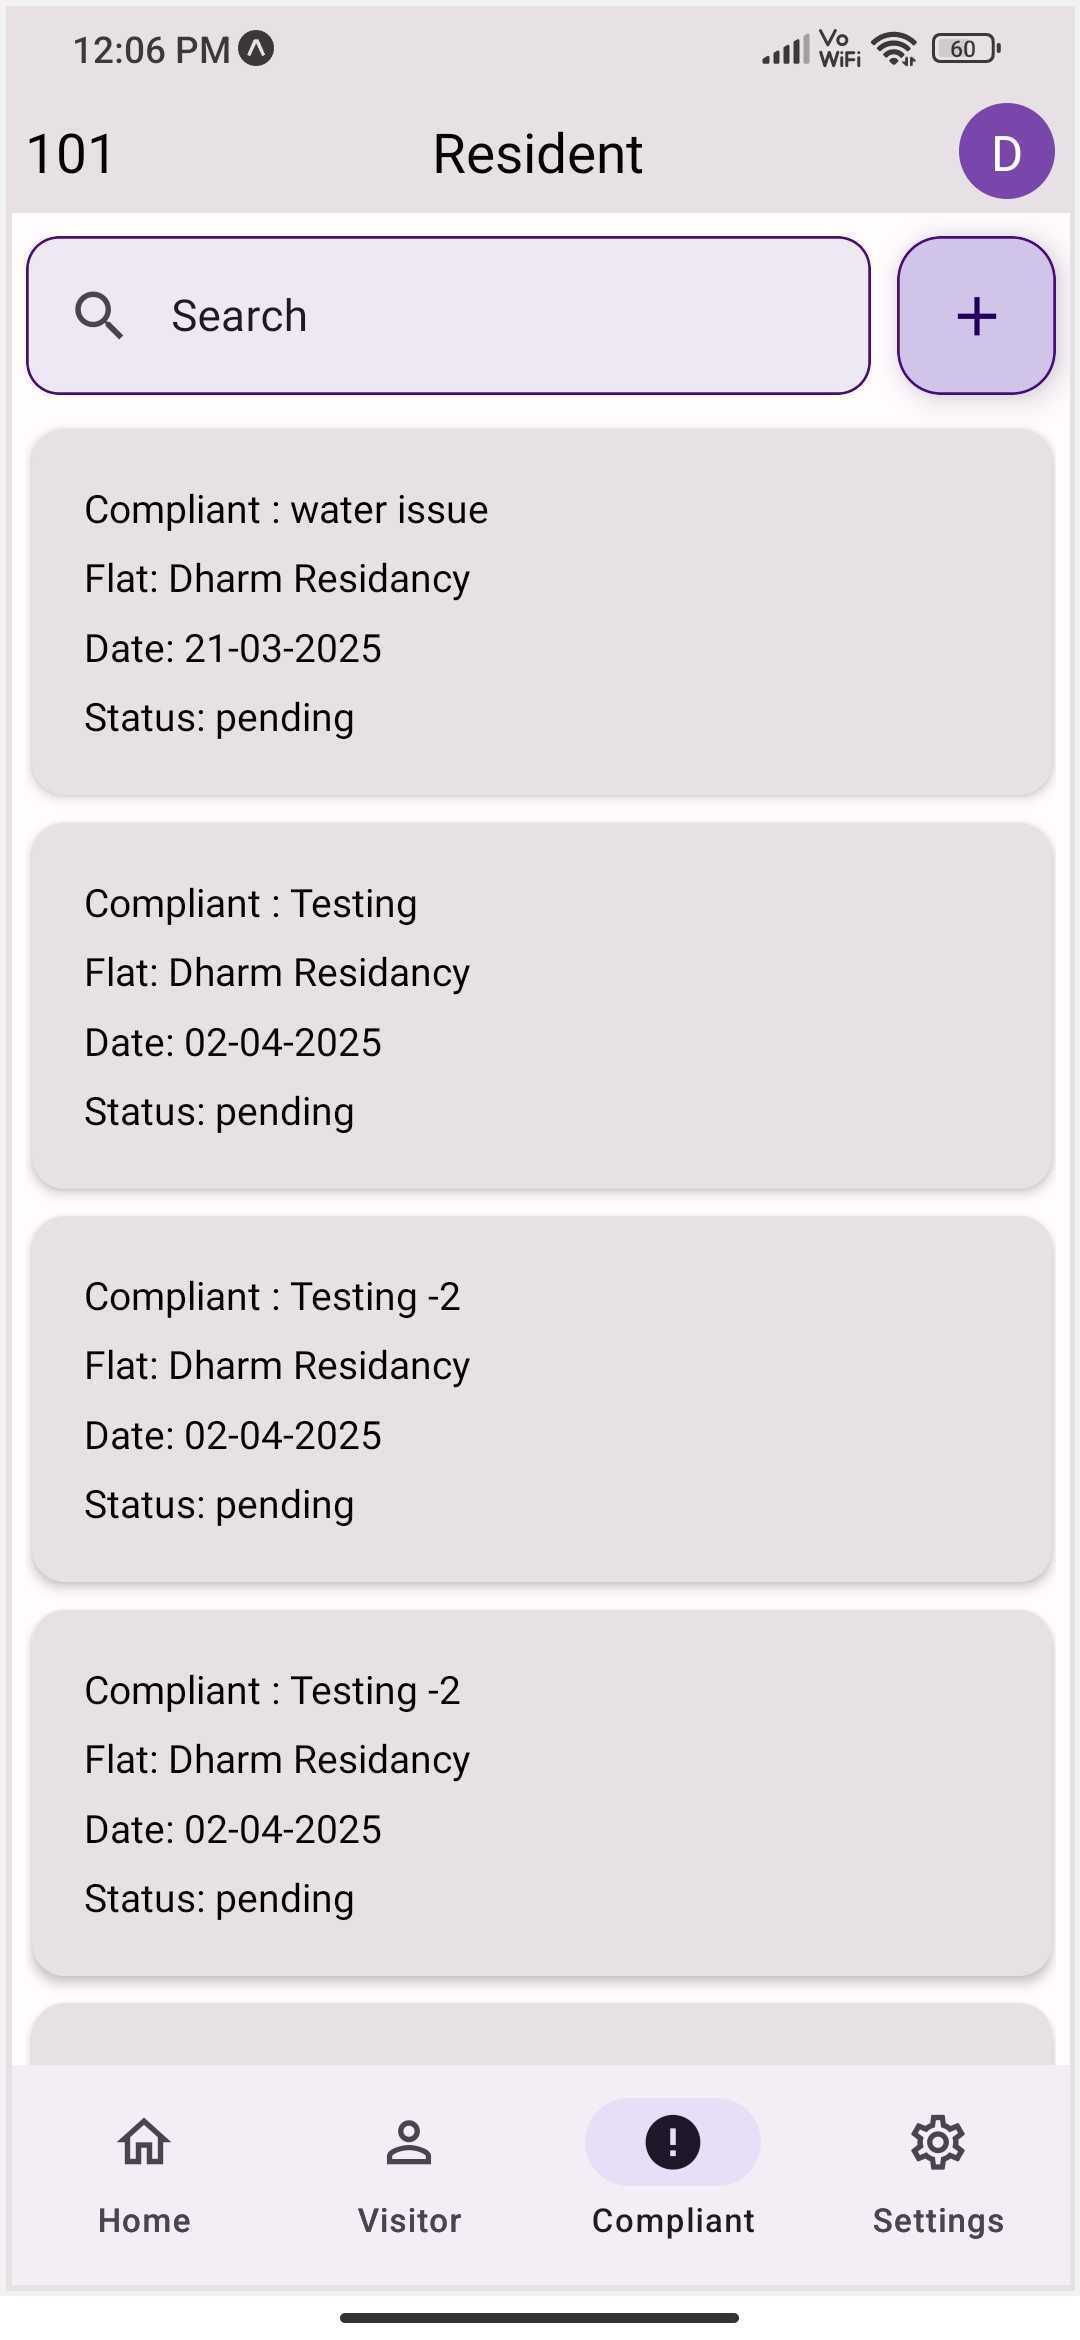 12:06 PM
Vo
WiFi
60
101
Resident
D
Search
+
Compliant : water issue
Flat: Dharm Residancy
Date: 21-03-2025
Status: pending
Compliant : Testing
Flat: Dharm Residancy
Date: 02-04-2025
Status: pending
Compliant : Testing -2
Flat: Dharm Residancy
Date: 02-04-2025
Status: pending
Compliant : Testing -2
Flat: Dharm Residancy
Date: 02-04-2025
Status: pending
Home
Visitor
Compliant
Settings